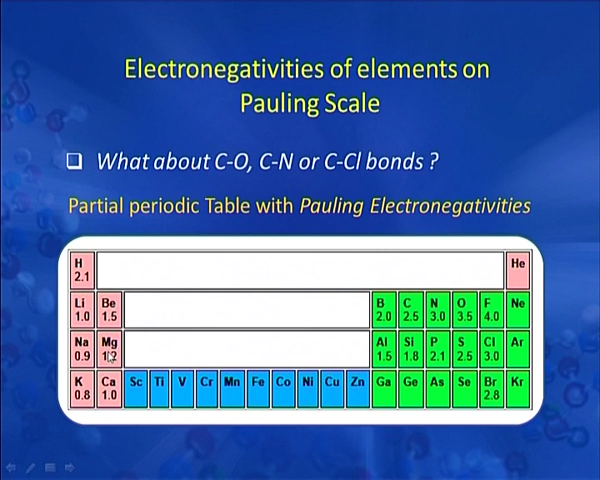 Electronegativities of elements on
Pauling Scale
What about C-O, C-N or C-Cl bonds ?
Partial periodic Table with Pauling Electronegativities
H He
2.1
Li Be B C N O F Ne
1.0 1.5 2.0 2.5 3.0 3.5 4.0
Na Mg Al Si P S Cl Ar
0.9 1.2 1.5 1.8 2.1 2.5 3.0
K Ca Sc Ti V Cr Mn Fe Co Ni Cu Zn Ga Ge As Se Br Kr
0.8 1.0 2.8